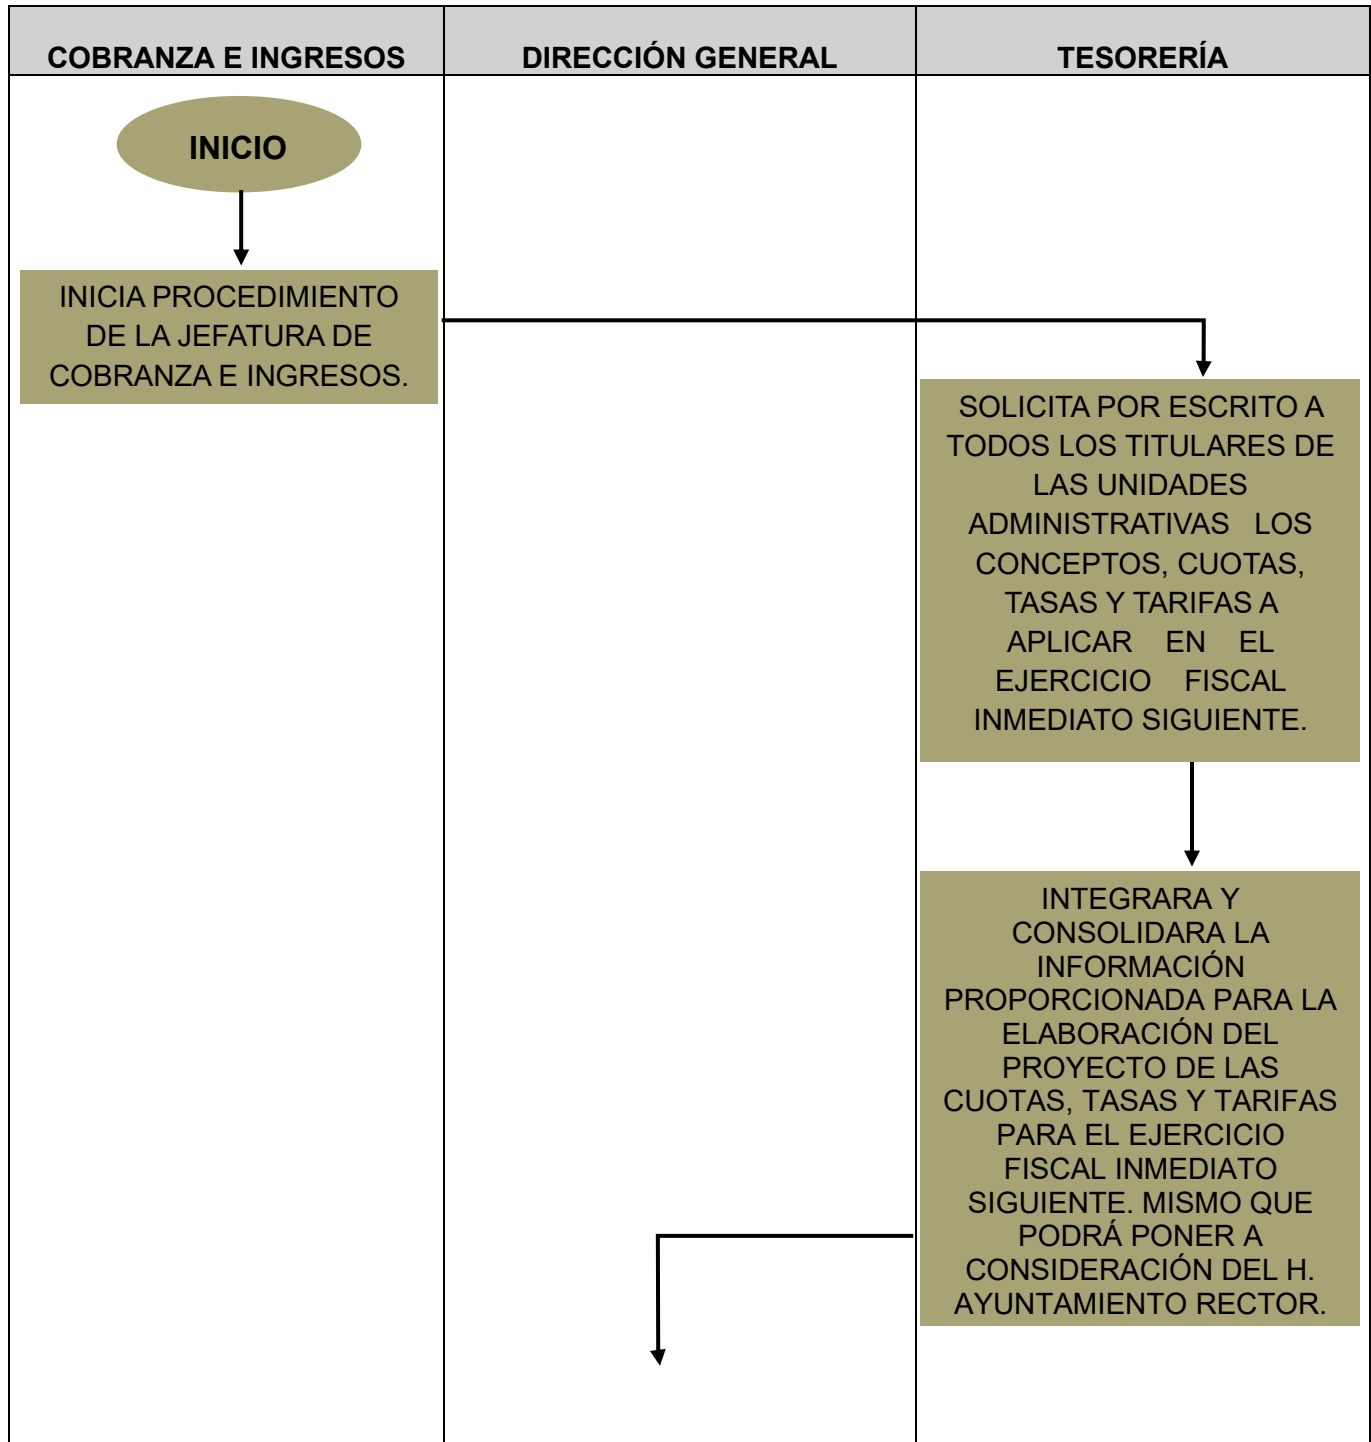 COBRANZA E INGRESOS
DIRECCIÓN GENERAL
TESORERÍA
INICIO
INICIA PROCEDIMIENTO
DE LA JEFATURA DE
COBRANZA E INGRESOS.
SOLICITA POR ESCRITO A
TODOS LOS TITULARES DE
LAS UNIDADES
ADMINISTRATIVAS LOS
CONCEPTOS, CUOTAS,
TASAS Y TARIFAS A
APLICAR EN EL
EJERCICIO FISCAL
INMEDIATO SIGUIENTE.
INTEGRARA Y
CONSOLIDARA LA
INFORMACIÓN
PROPORCIONADA PARA LA
ELABORACIÓN DEL
PROYECTO DE LAS
CUOTAS, TASAS Y TARIFAS
PARA EL EJERCICIO
FISCAL INMEDIATO
SIGUIENTE. MISMO QUE
PODRÁ PONER A
CONSIDERACIÓN DEL H.
AYUNTAMIENTO RECTOR.